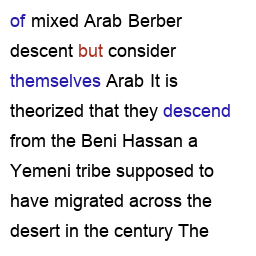 of mixed Arab Berber
descent but consider
themselves Arab It is
theorized that they descend
from the Beni Hassan a
Yemeni tribe supposed to
have migrated across the
desert in the century The